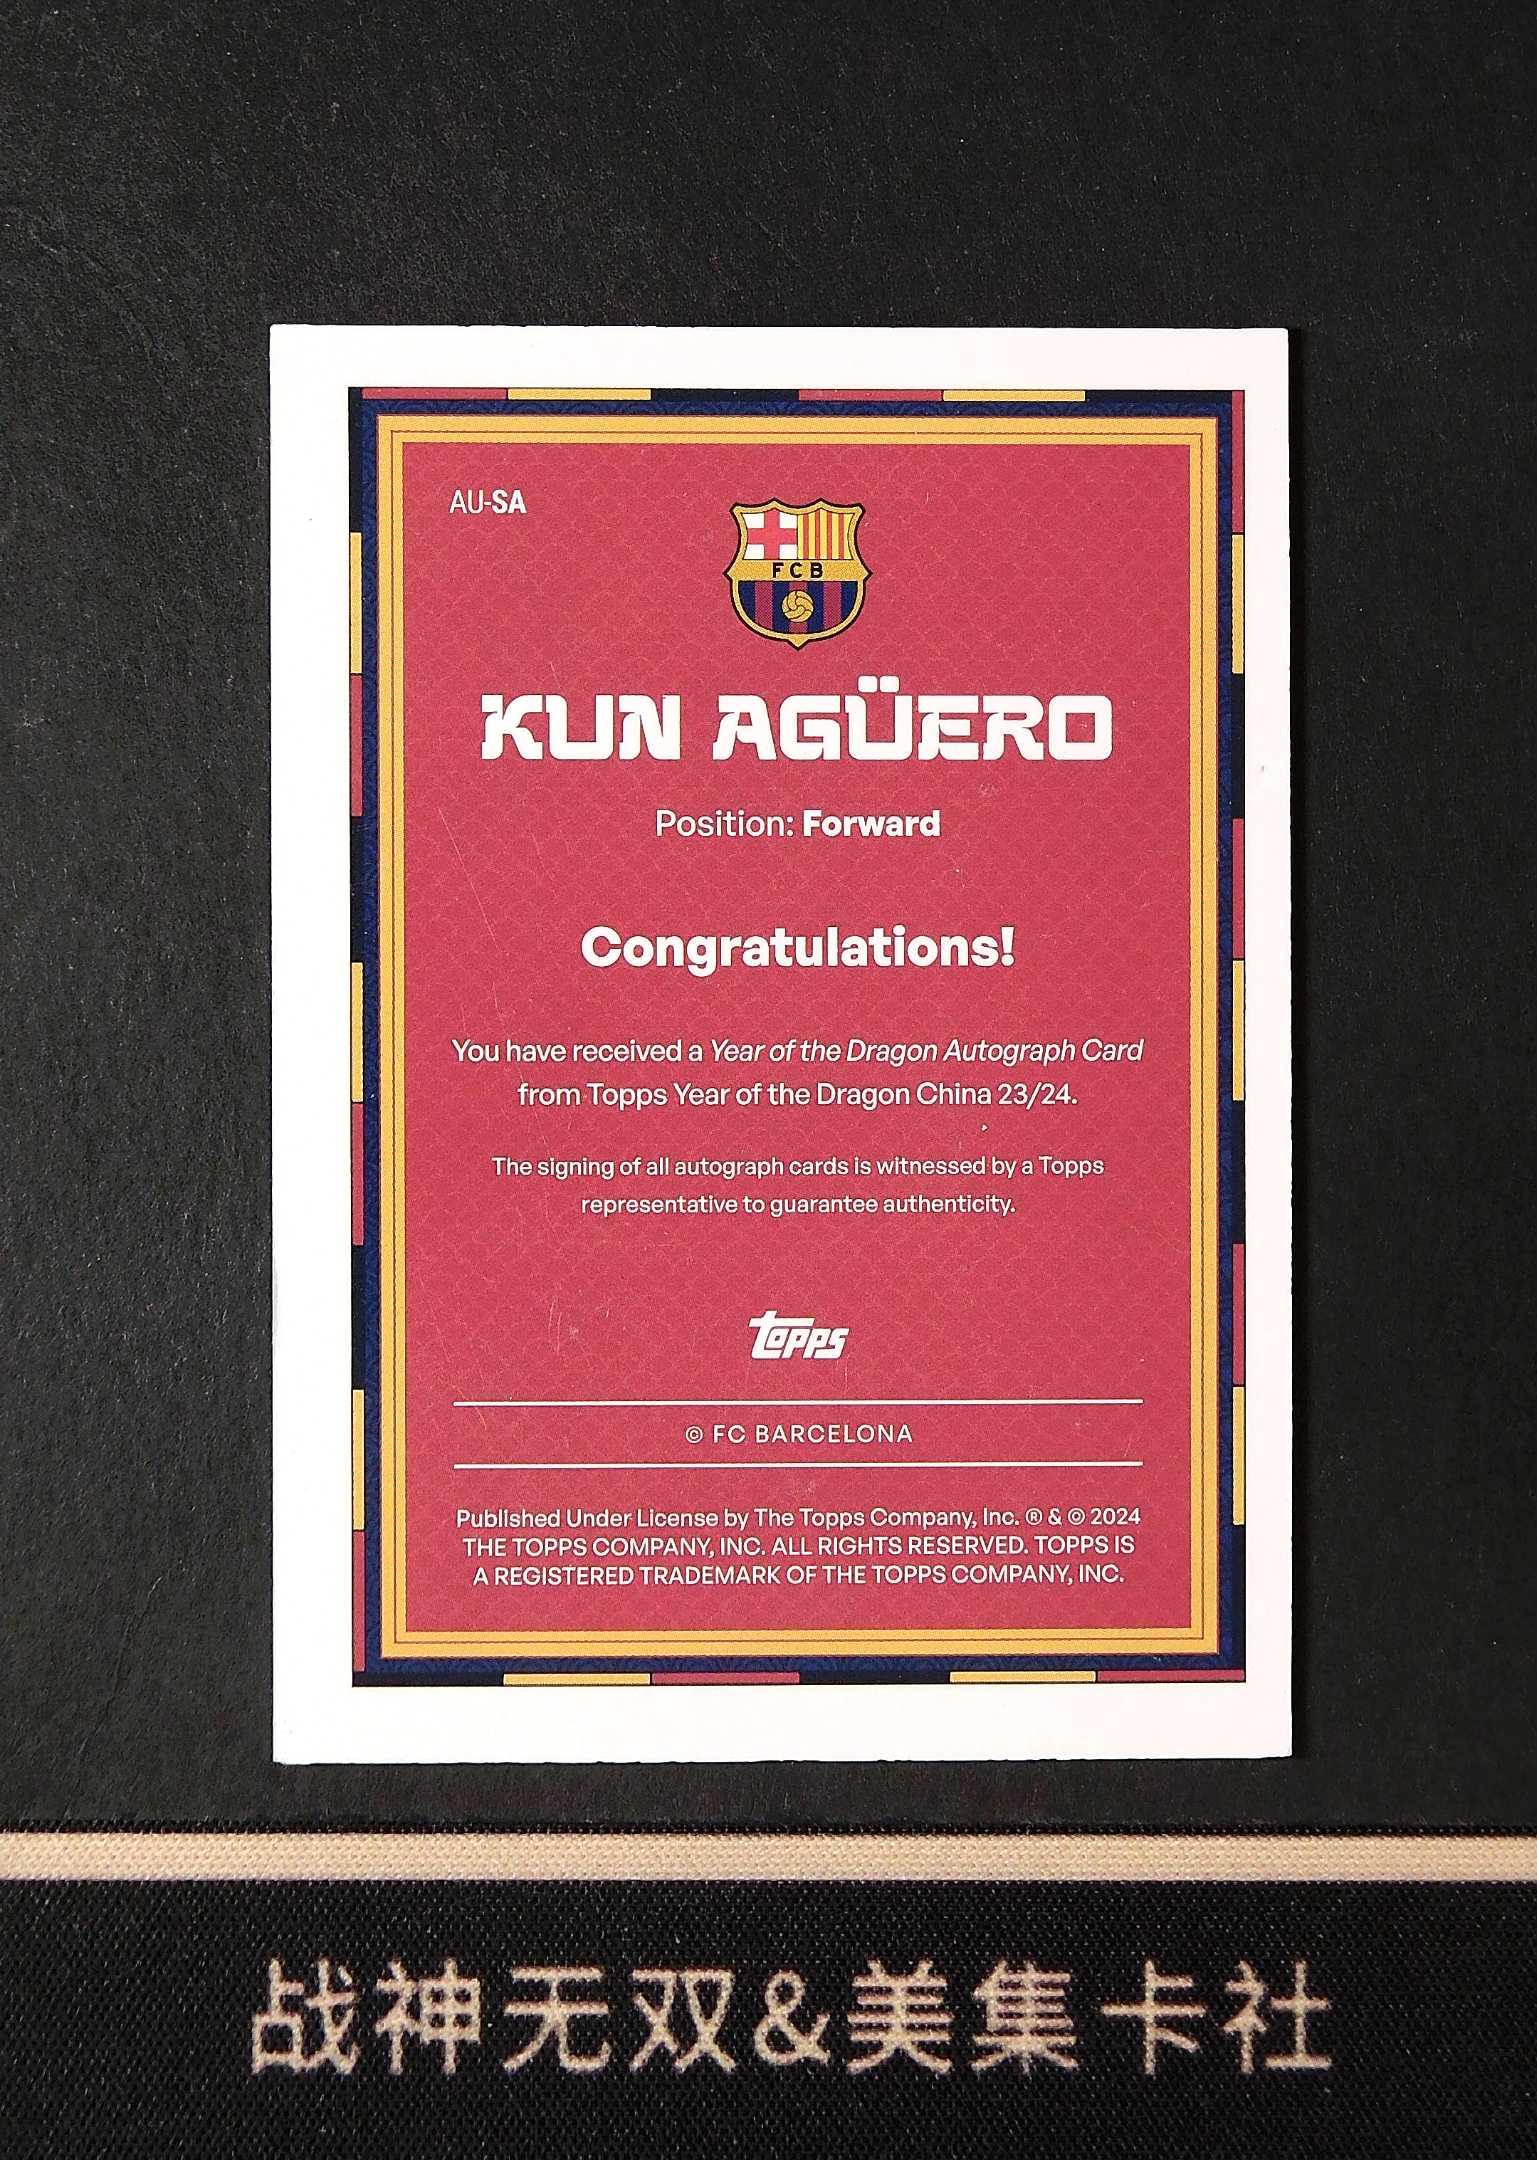 AU-SA
FCB
KUN AGÜERO
Position: Forward
Congratulations!
You have received a Year of the Dragon Autograph Card
from Topps Year of the Dragon China 23/24.
The signing of all autograph cards is witnessed by a Topps
representative to guarantee authenticity.
Topps
© FC BARCELONA
Published Under License by The Topps Company, Inc. ® & © 2024
THE TOPPS COMPANY, INC. ALL RIGHTS RESERVED. TOPPS IS
A REGISTERED TRADEMARK OF THE TOPPS COMPANY, INC.
战神无双&美集卡社